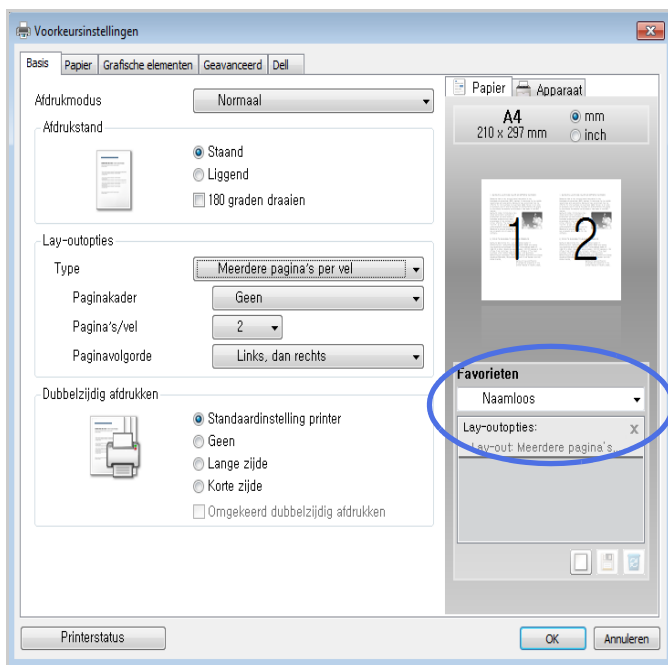 Voorkeursinstellingen
Basis Papier Grafische elementen Geavanceerd Dell
Afdrukmodus Normaal
Afdrukstand
Staand
Liggend
180 graden draaien
Lay-outopties
Type Meerdere pagina's per vel
Paginakader Geen
Pagina's/vel 2
Paginavolgorde Links, dan rechts
Dubbelzijdig afdrukken
Standaardinstelling printer
Geen
Lange zijde
Korte zijde
Omgekeerd dubbelzijdig afdrukken
Papier Apparaat
A4 mm
210 x 297 mm inch
1 2
Favorieten
Naamloos
Lay-outopties: x
Lay-out: Meerdere pagina's...
Printerstatus OK Annuleren